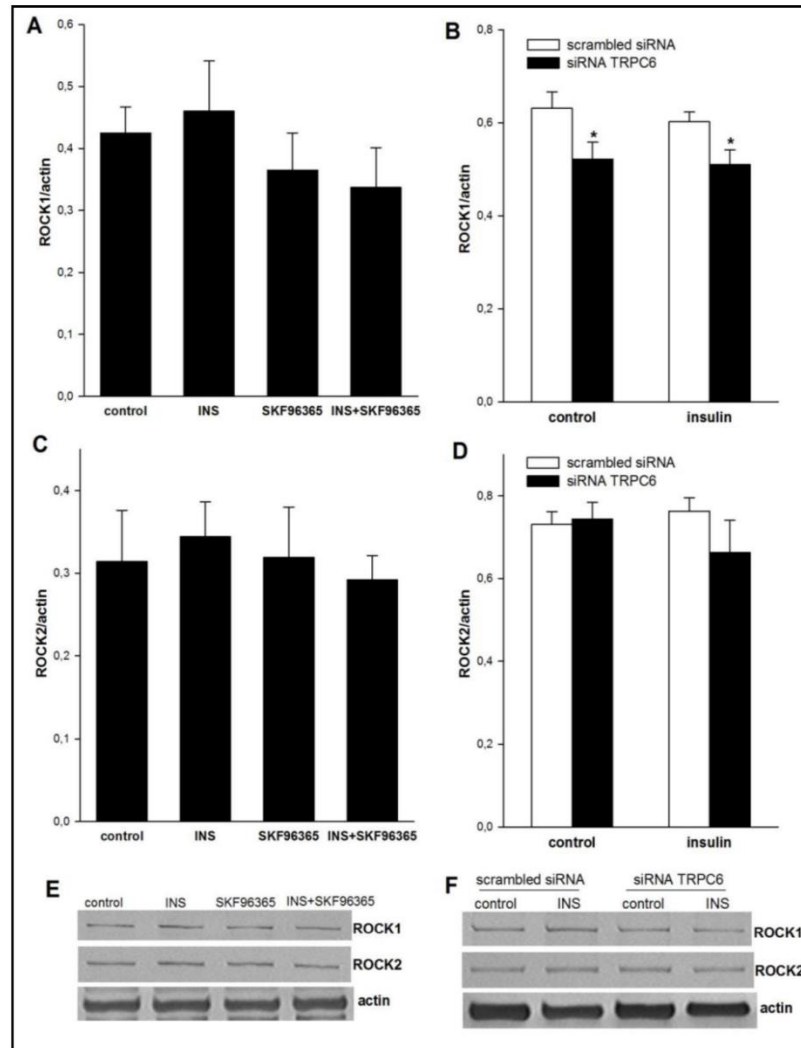 A
0,6
0,5
0,4
0,3
0,2
0,1
0,0
ROCK1/actin
control INS SKF96365 INS+SKF96365
B
scrambled siRNA
siRNA TRPC6
0,8
0,6
0,4
0,2
0,0
ROCK1/actin
* *
control insulin
C
0,4
0,3
0,2
0,1
0,0
ROCK2/actin
control INS SKF96365 INS+SKF96365
D
scrambled siRNA
siRNA TRPC6
0,8
0,6
0,4
0,2
0,0
ROCK2/actin
control insulin
E
control INS SKF96365 INS+SKF96365
ROCK1
ROCK2
actin
F
scrambled siRNA siRNA TRPC6
control INS control INS
ROCK1
ROCK2
actin